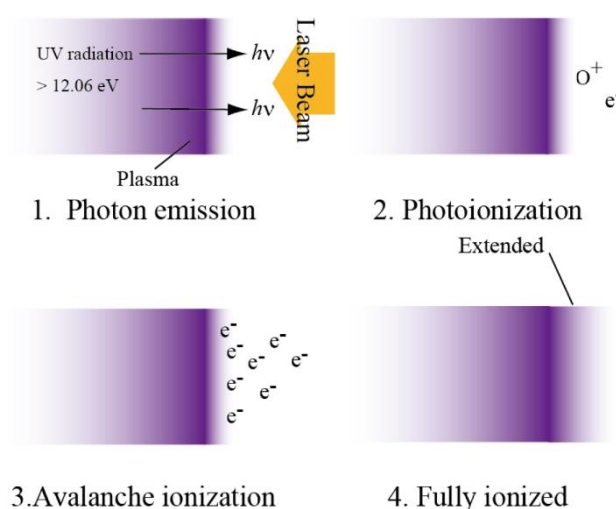 UV radiation
hν
> 12.06 eV
hν
Laser Beam
Plasma
1. Photon emission
O⁺
e⁻
2. Photoionization
Extended
e⁻
e⁻
e⁻
e⁻
e⁻
e⁻
e⁻
e⁻
3.Avalanche ionization
4. Fully ionized